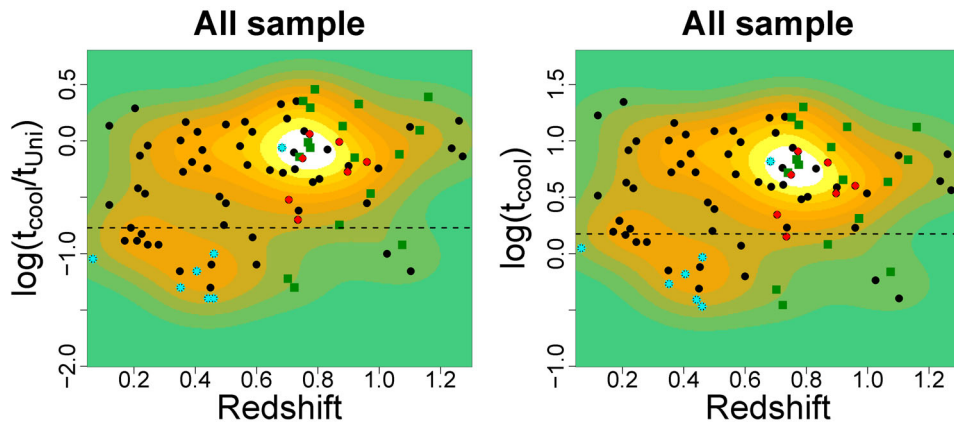 All sample
All sample
log(t_cool/t_Uni)
0.5
0.0
−1.0
−2.0
0.2 0.4 0.6 0.8 1.0 1.2
Redshift
log(t_cool)
1.5
1.0
0.5
0.0
−1.0
0.2 0.4 0.6 0.8 1.0 1.2
Redshift